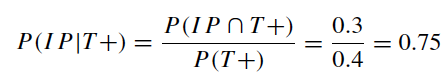 P(IP|T+) = P(IP ∩ T+) / P(T+) = 0.3 / 0.4 = 0.75